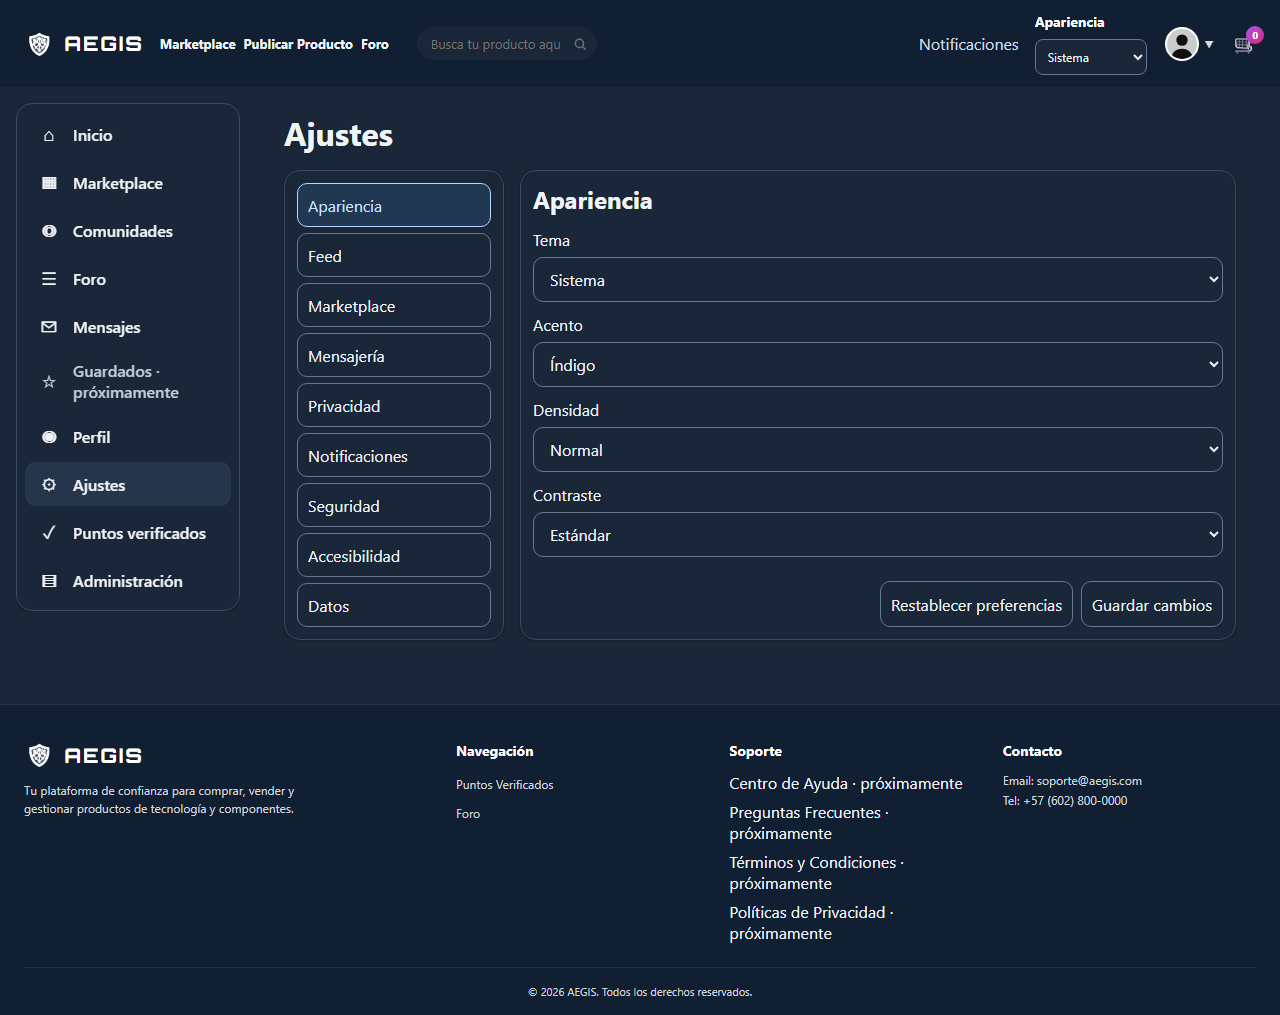 AEGIS
Marketplace Publicar Producto Foro
Busca tu producto aqu
Notificaciones
Apariencia
Sistema
0
Inicio
Marketplace
Comunidades
Foro
Mensajes
Guardados ·
próximamente
Perfil
Ajustes
Puntos verificados
Administración
Ajustes
Apariencia
Feed
Marketplace
Mensajería
Privacidad
Notificaciones
Seguridad
Accesibilidad
Datos
Apariencia
Tema
Sistema
Acento
Índigo
Densidad
Normal
Contraste
Estándar
Restablecer preferencias
Guardar cambios
AEGIS
Tu plataforma de confianza para comprar, vender y
gestionar productos de tecnología y componentes.
Navegación
Puntos Verificados
Foro
Soporte
Centro de Ayuda · próximamente
Preguntas Frecuentes ·
próximamente
Términos y Condiciones ·
próximamente
Políticas de Privacidad ·
próximamente
Contacto
Email: soporte@aegis.com
Tel: +57 (602) 800-0000
© 2026 AEGIS. Todos los derechos reservados.